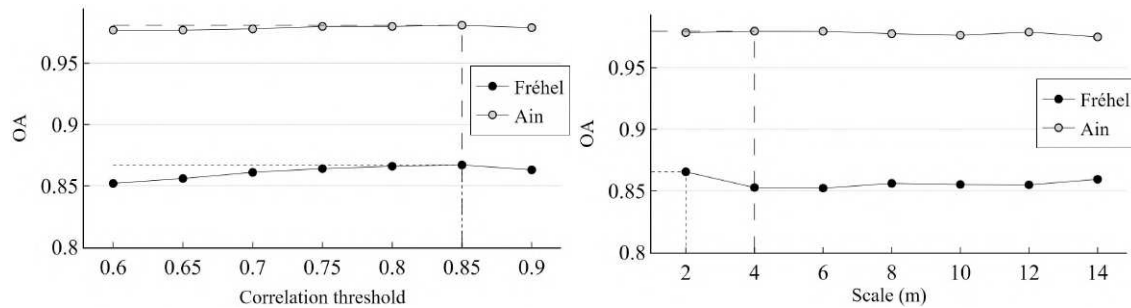 0.95
0.9
0.85
0.8
OA
Fréhel
Ain
0.6 0.65 0.7 0.75 0.8 0.85 0.9
Correlation threshold
0.95
0.9
0.85
0.8
OA
Fréhel
Ain
2 4 6 8 10 12 14
Scale (m)